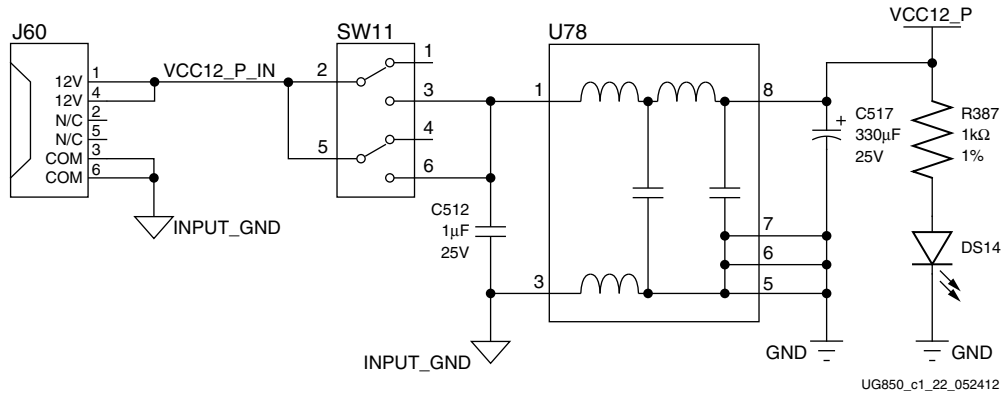 VCC12_P
J60
SW11
U78
12V 1
12V 4
N/C 2
N/C 5
COM 3
COM 6
VCC12_P_IN
INPUT_GND
2
5
1
3
4
6
C512
1µF
25V
INPUT_GND
1
3
8
7
6
5
+ C517
330µF
25V
R387
1kΩ
1%
DS14
GND
GND
UG850_c1_22_052412